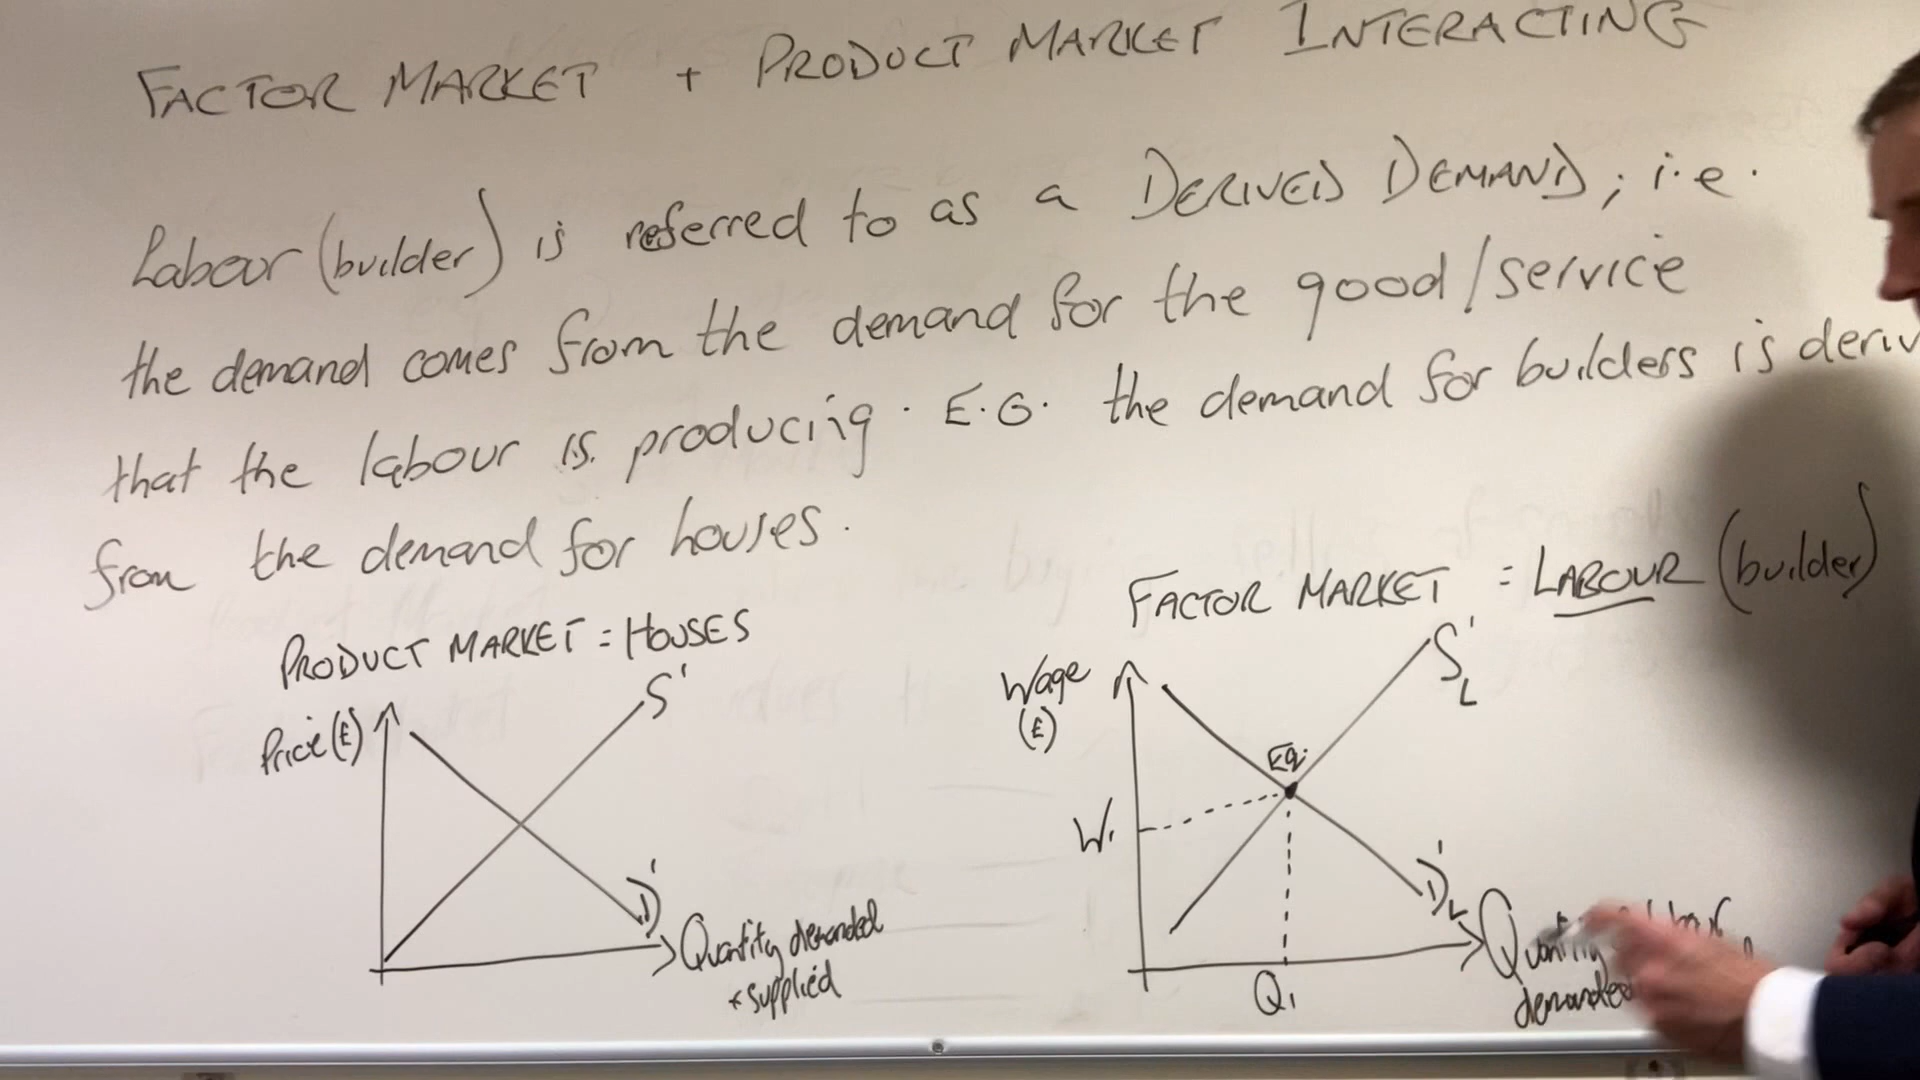 FACTOR MARKET + PRODUCT MARKET INTERACTING
Labour (builder) is referred to as a DERIVED DEMAND, i.e.
the demand comes from the demand for the good/service
that the labour is producing. E.G. the demand for builders is deriv
from the demand for houses.
PRODUCT MARKET = HOUSES
Price (£)
S'
D'
Quantity demanded
+ supplied
FACTOR MARKET = LABOUR (builder)
Wage
(£)
S'L
Eq.
W1
D'L
Q1
Quantity
demanded